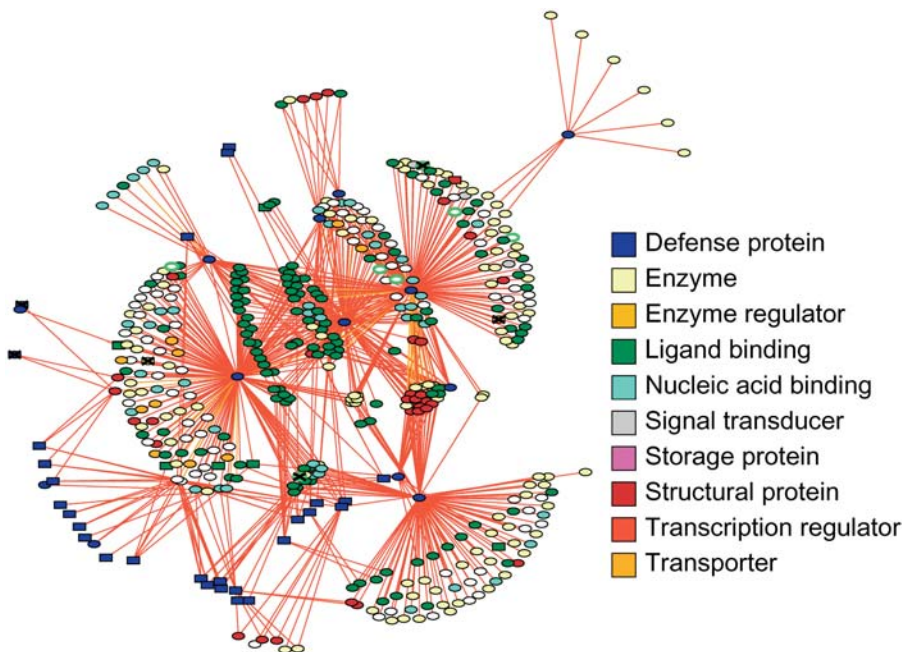 Defense protein
Enzyme
Enzyme regulator
Ligand binding
Nucleic acid binding
Signal transducer
Storage protein
Structural protein
Transcription regulator
Transporter